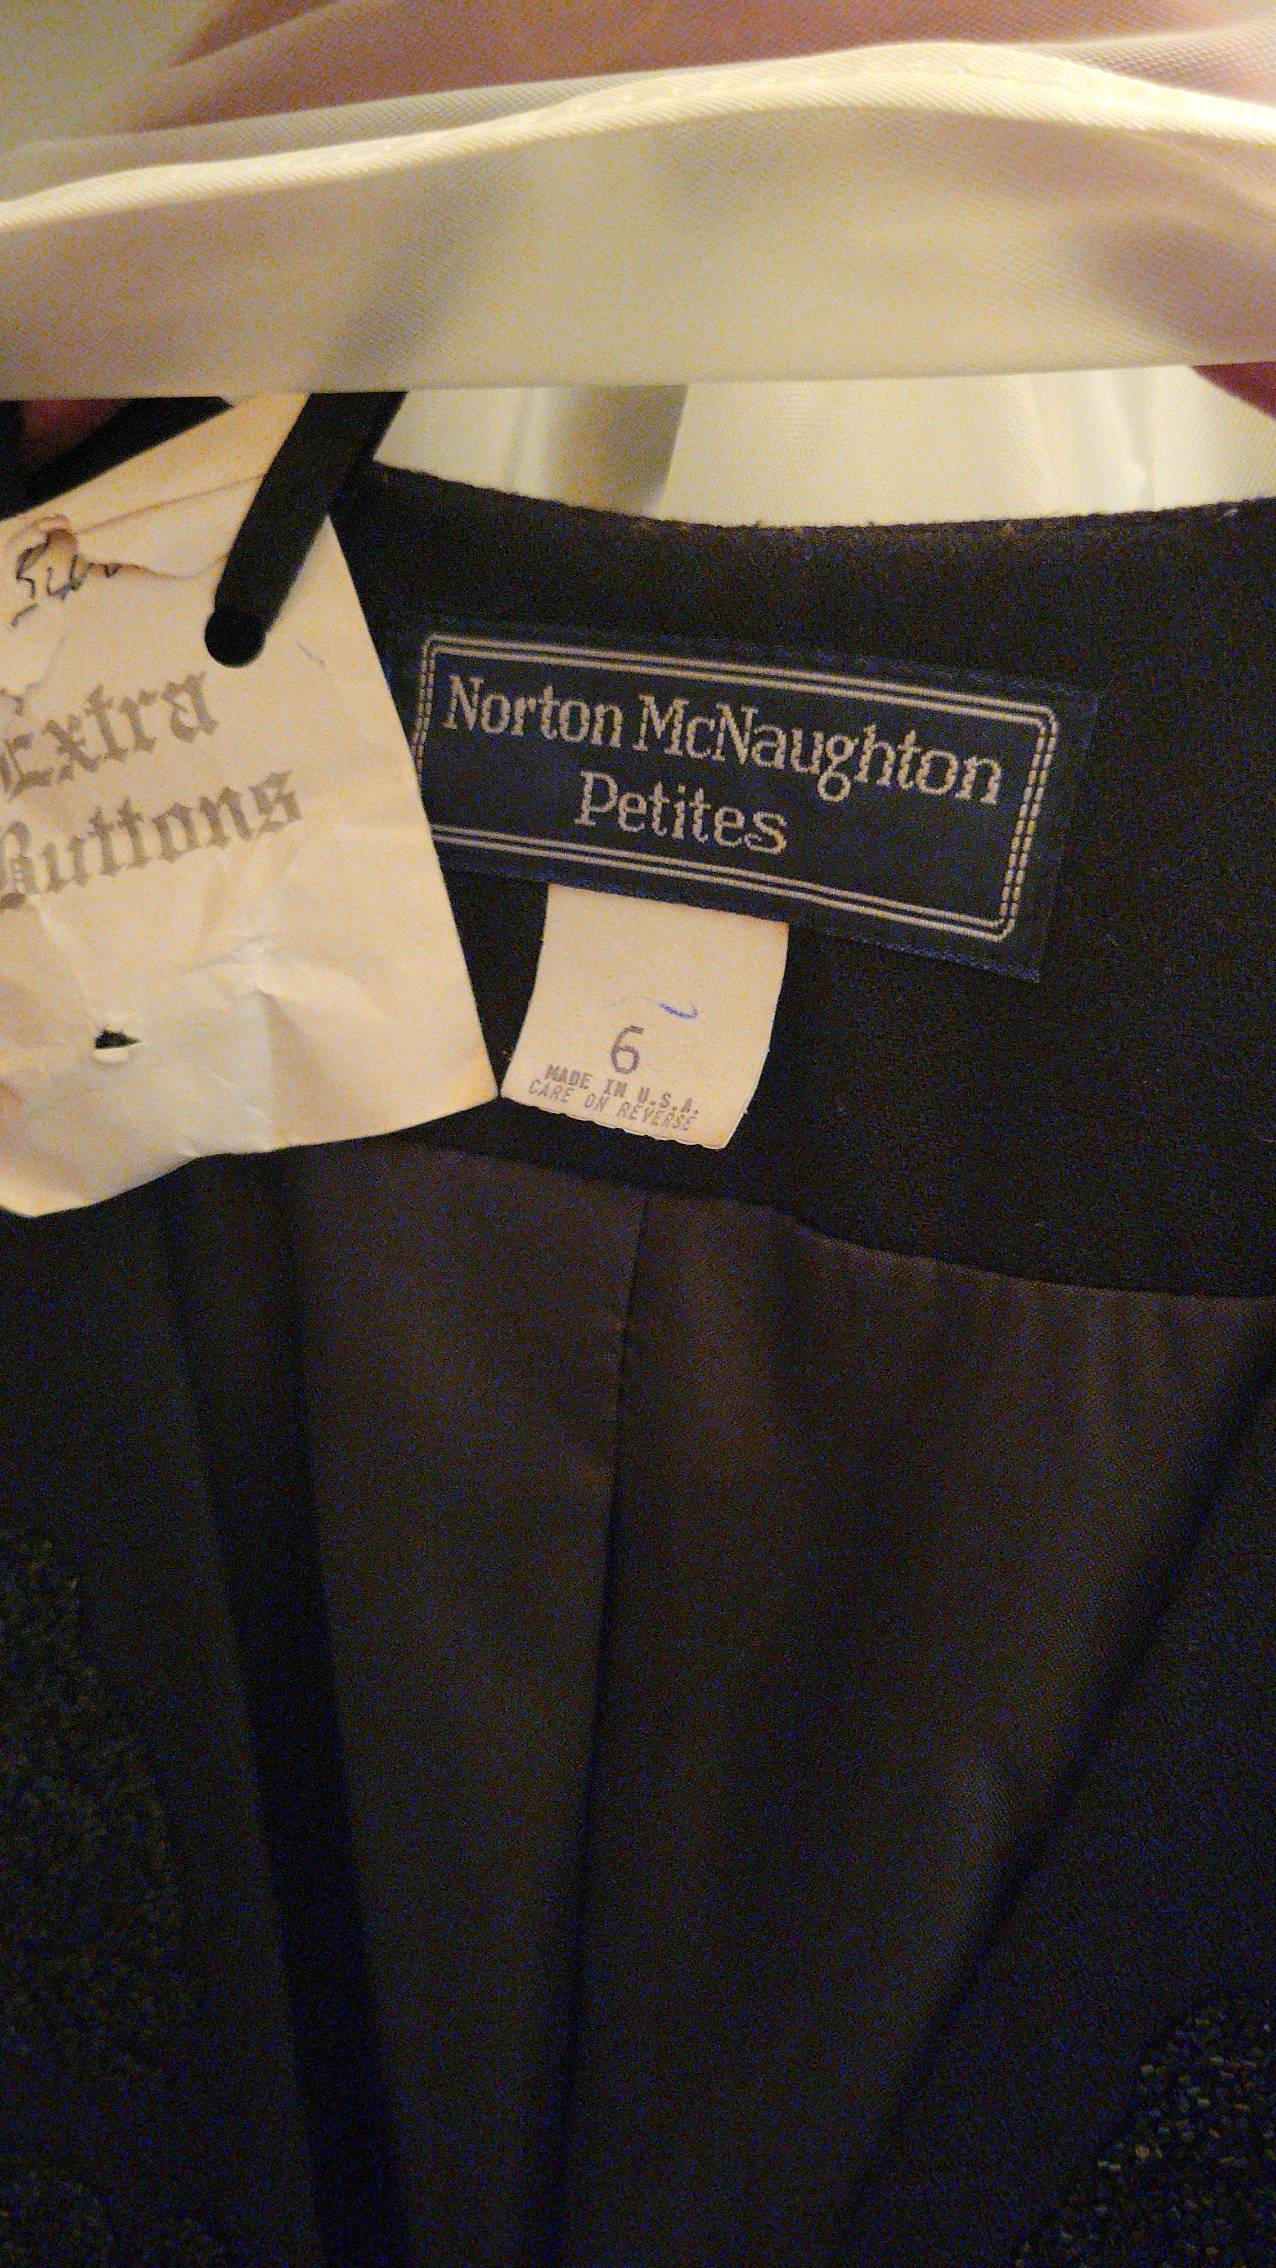 Extra
Buttons
Norton McNaughton
Petites
6
MADE IN U.S.A.
CARE ON REVERSE